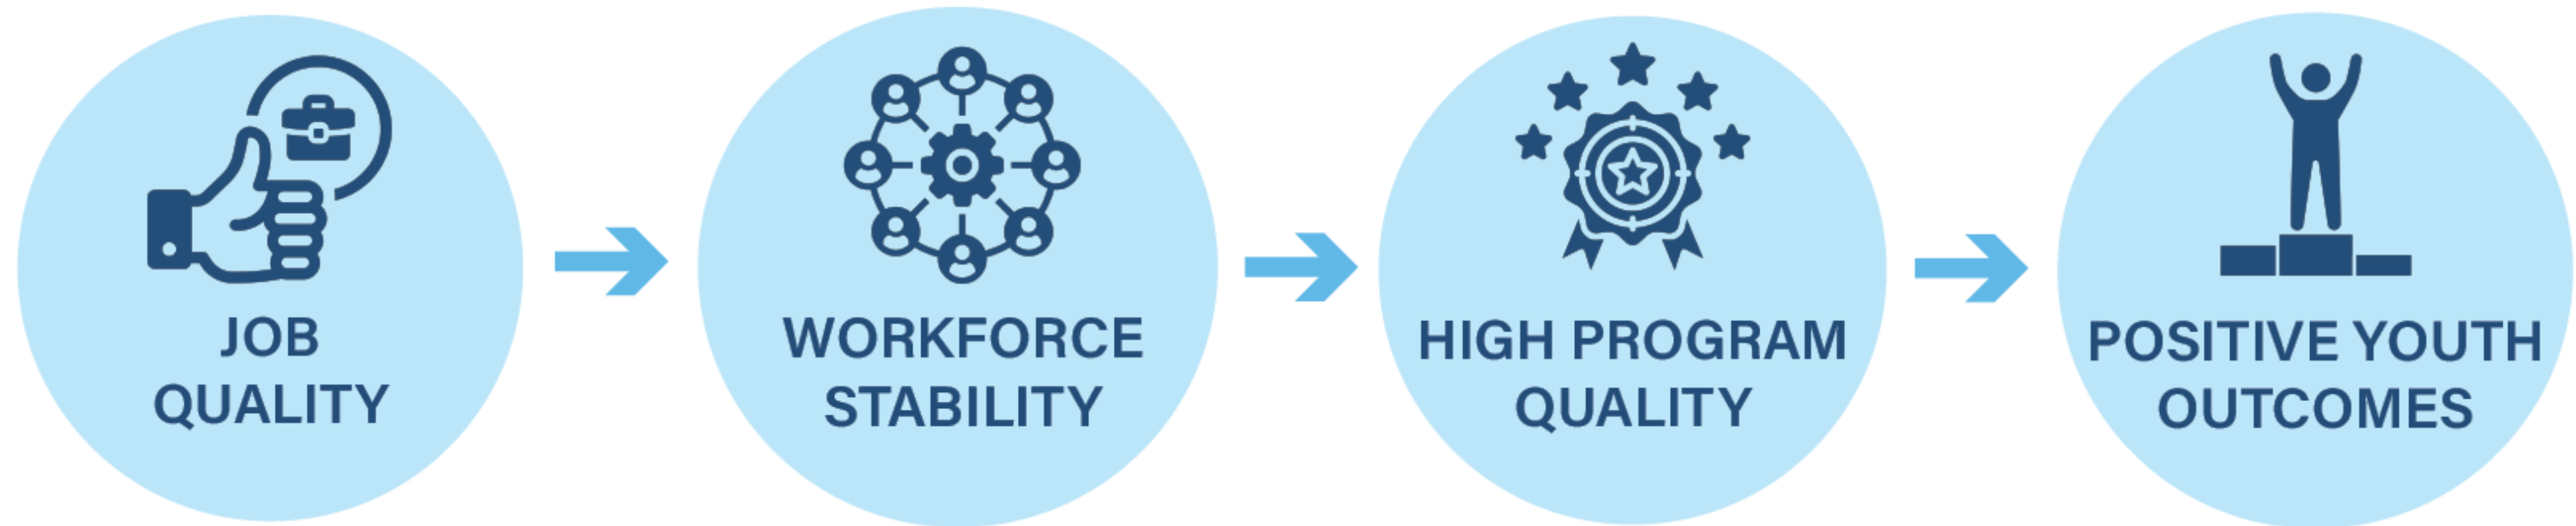 JOB
QUALITY
WORKFORCE
STABILITY
HIGH PROGRAM
QUALITY
POSITIVE YOUTH
OUTCOMES